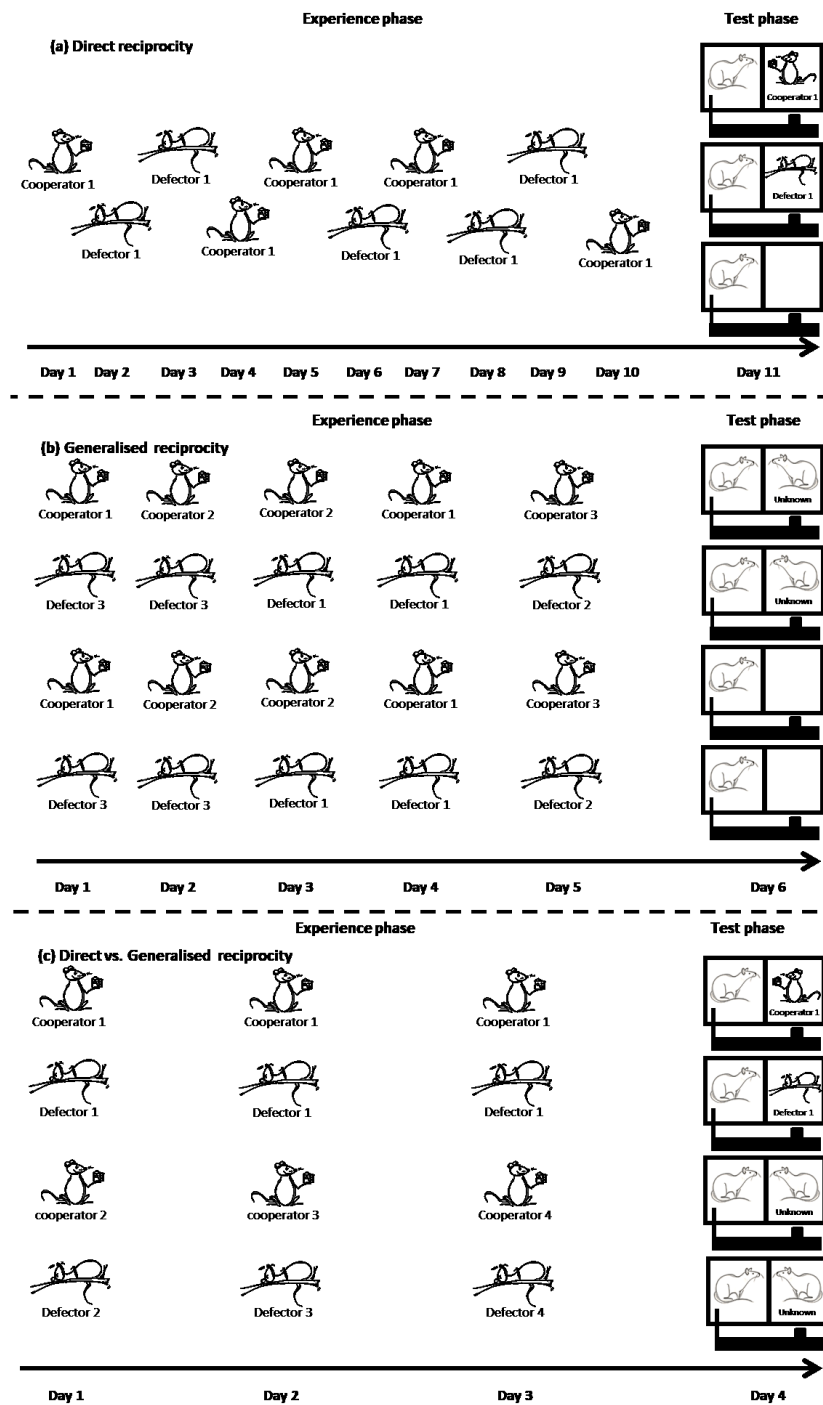 Experience phase Test phase
(a) Direct reciprocity
Cooperator 1
Cooperator 1 Defector 1 Cooperator 1 Cooperator 1 Defector 1
Defector 1
Defector 1 Cooperator 1 Defector 1 Defector 1 Cooperator 1
Day 1 Day 2 Day 3 Day 4 Day 5 Day 6 Day 7 Day 8 Day 9 Day 10 Day 11
Experience phase Test phase
(b) Generalised reciprocity
Cooperator 1 Cooperator 2 Cooperator 2 Cooperator 1 Cooperator 3 Unknown
Defector 3 Defector 3 Defector 1 Defector 1 Defector 2 Unknown
Cooperator 1 Cooperator 2 Cooperator 2 Cooperator 1 Cooperator 3
Defector 3 Defector 3 Defector 1 Defector 1 Defector 2
Day 1 Day 2 Day 3 Day 4 Day 5 Day 6
Experience phase Test phase
(c) Direct vs. Generalised reciprocity
Cooperator 1 Cooperator 1 Cooperator 1 Cooperator 1
Defector 1 Defector 1 Defector 1 Defector 1
cooperator 2 cooperator 3 Cooperator 4 Unknown
Defector 2 Defector 3 Defector 4 Unknown
Day 1 Day 2 Day 3 Day 4